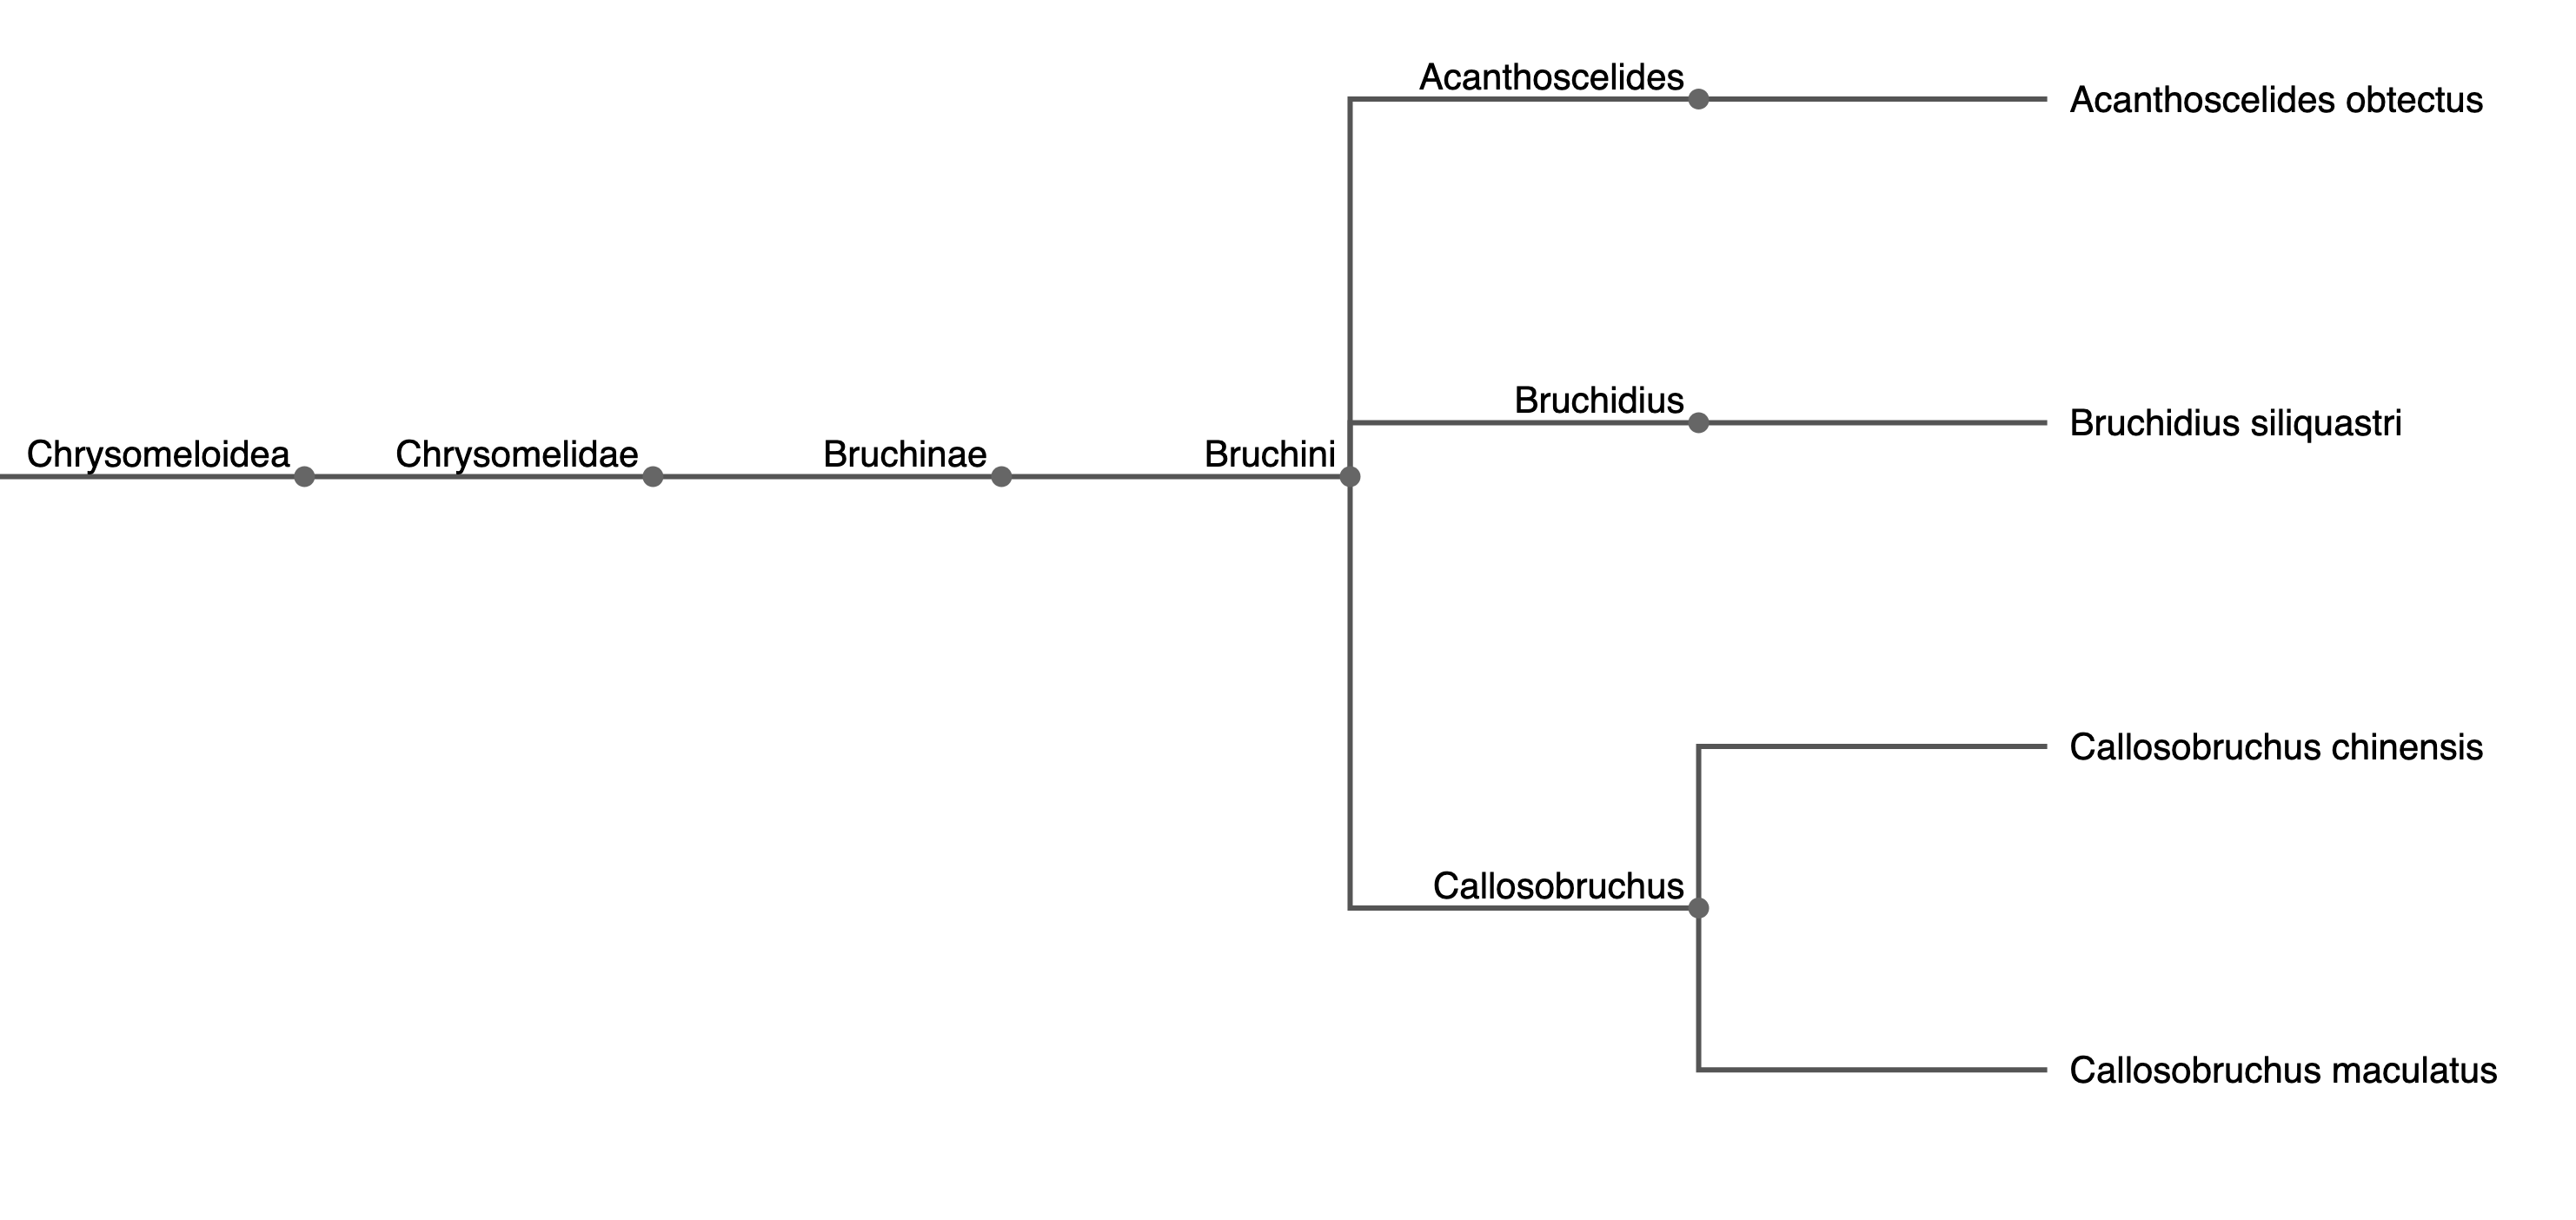 Acanthoscelides
Acanthoscelides obtectus
Bruchidius
Bruchidius siliquastri
Chrysomeloidea
Chrysomelidae
Bruchinae
Bruchini
Callosobruchus chinensis
Callosobruchus
Callosobruchus maculatus